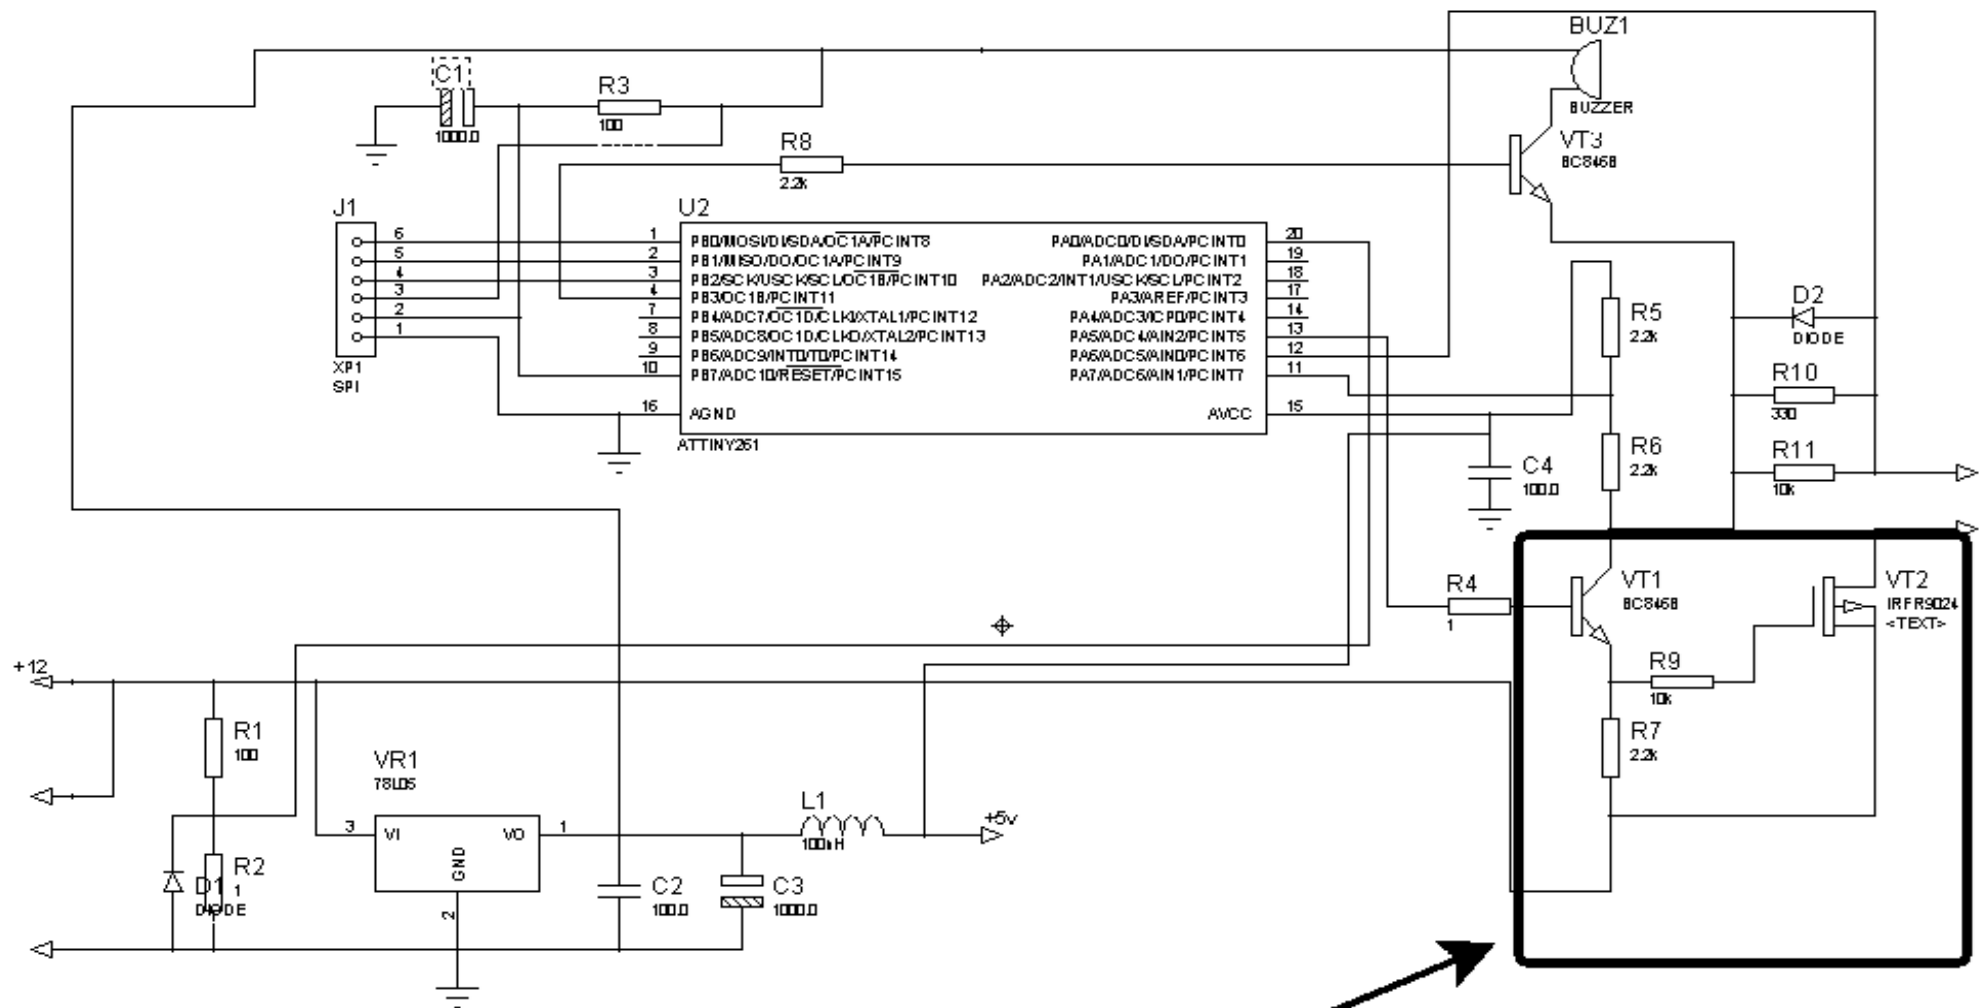 BUZ1
BUZZER
C1
1000.0
R3
100
R8
2.2k
VT3
BC846B
J1
6
5
4
3
2
1
XP1
SPI
U2
1 PB0/MOSI/DI/SDA/OC1A/PCINT8
2 PB1/MISO/DO/OC1A/PCINT9
3 PB2/SCK/USCK/SCL/OC1B/PCINT10
4 PB3/OC1B/PCINT11
7 PB4/ADC7/OC1D/CLKI/XTAL1/PCINT12
8 PB5/ADC8/OC1D/CLKO/XTAL2/PCINT13
9 PB6/ADC9/INT0/T0/PCINT14
10 PB7/ADC10/RESET/PCINT15
16 AGND
PA0/ADC0/DI/SDA/PCINT0 20
PA1/ADC1/DO/PCINT1 19
PA2/ADC2/INT1/USCK/SCL/PCINT2 18
PA3/AREF/PCINT3 17
PA4/ADC3/ICP0/PCINT4 14
PA5/ADC4/AIN2/PCINT5 13
PA6/ADC5/AIN0/PCINT6 12
PA7/ADC6/AIN1/PCINT7 11
AVCC 15
ATTINY261
R5
2.2k
D2
DIODE
R10
330
R6
2.2k
R11
10k
C4
100.0
R4
1
VT1
BC846B
VT2
IRFR9024
<TEXT>
R9
10k
R7
2.2k
+12
R1
100
VR1
78L05
3 VI
VO 1
GND
2
L1
100uH
+5v
R2
1
D1
DIODE
C2
100.0
C3
1000.0